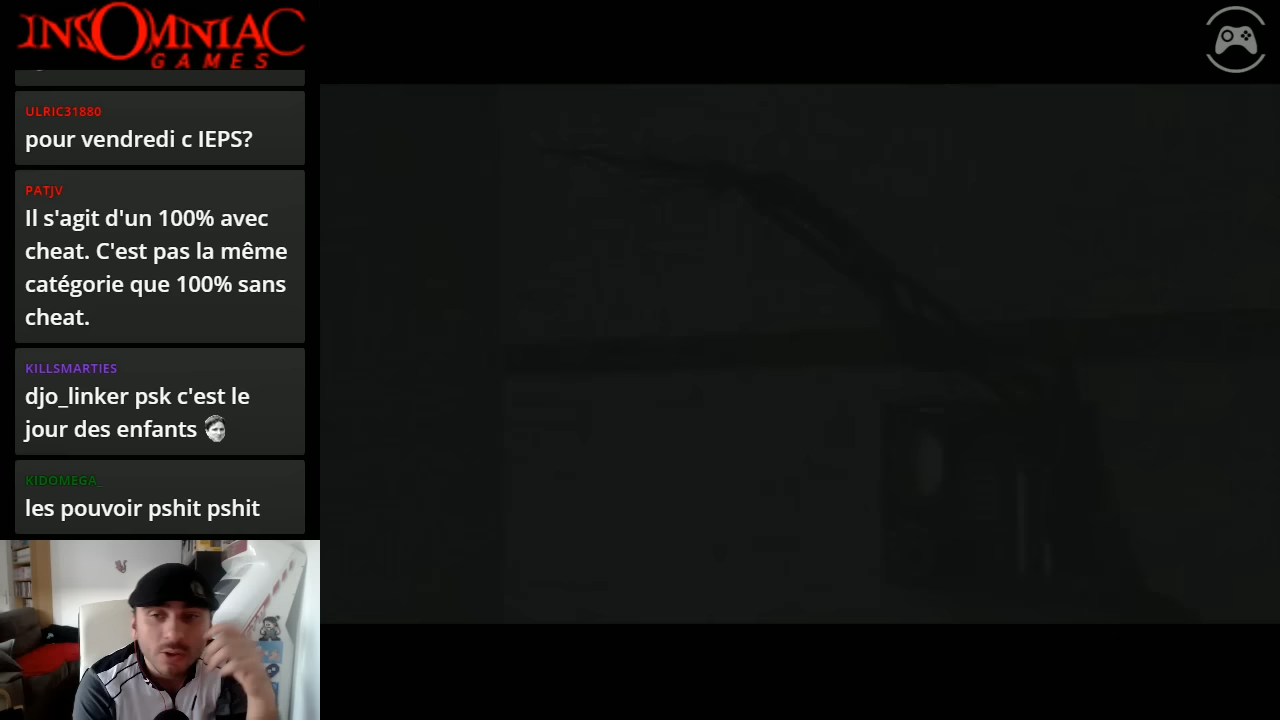 INSOMNIAC
GAMES
ULRIC31880
pour vendredi c IEPS?
PATJV
Il s'agit d'un 100% avec
cheat. C'est pas la même
catégorie que 100% sans
cheat.
KILLSMARTIES
djo_linker psk c'est le
jour des enfants
KIDOMEGA_
les pouvoir pshit pshit